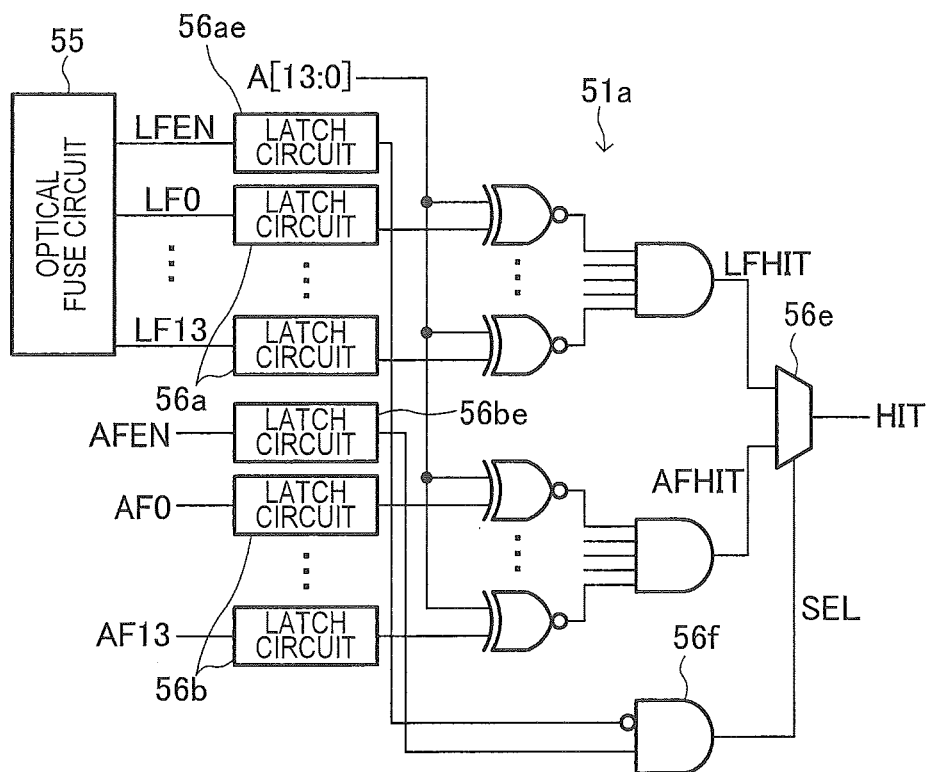 55
56ae
A[13:0]
51a
OPTICAL
FUSE CIRCUIT
LFEN
LATCH
CIRCUIT
LF0
LATCH
CIRCUIT
LFHIT
56e
LF13
LATCH
CIRCUIT
56a
56be
HIT
AFEN
LATCH
CIRCUIT
AFHIT
AF0
LATCH
CIRCUIT
SEL
AF13
LATCH
CIRCUIT
56f
56b